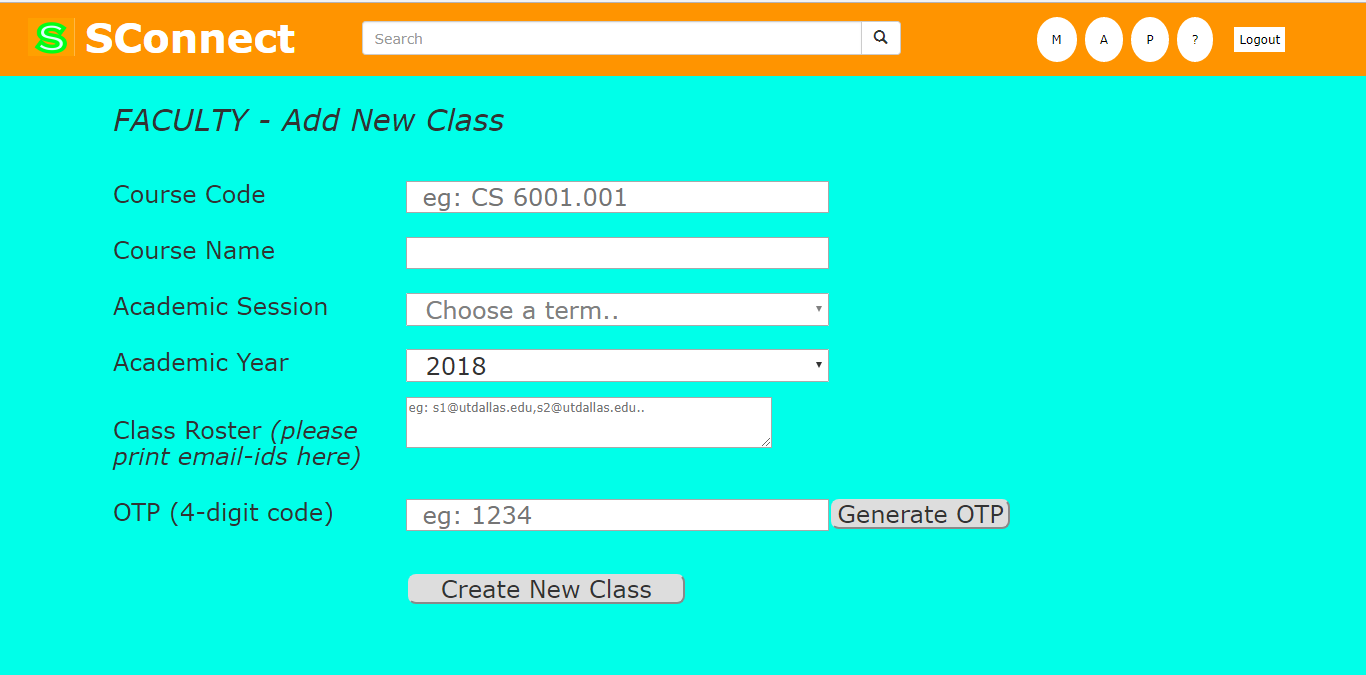 S SConnect
Search
M A P ? Logout
FACULTY - Add New Class
Course Code eg: CS 6001.001
Course Name
Academic Session Choose a term..
Academic Year 2018
eg: s1@utdallas.edu,s2@utdallas.edu..
Class Roster (please
print email-ids here)
OTP (4-digit code) eg: 1234 Generate OTP
Create New Class